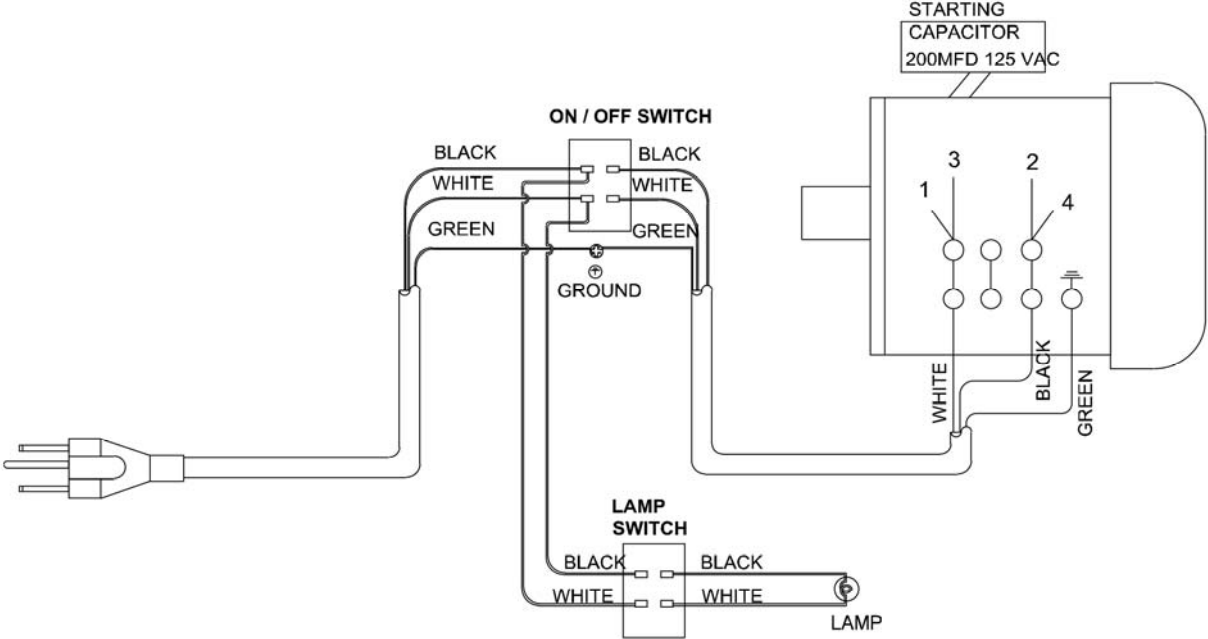 STARTING
CAPACITOR
200MFD 125 VAC
ON / OFF SWITCH
BLACK
BLACK
WHITE
WHITE
GREEN
GREEN
GROUND
3
2
1
4
WHITE
BLACK
GREEN
LAMP
SWITCH
BLACK
BLACK
WHITE
WHITE
LAMP